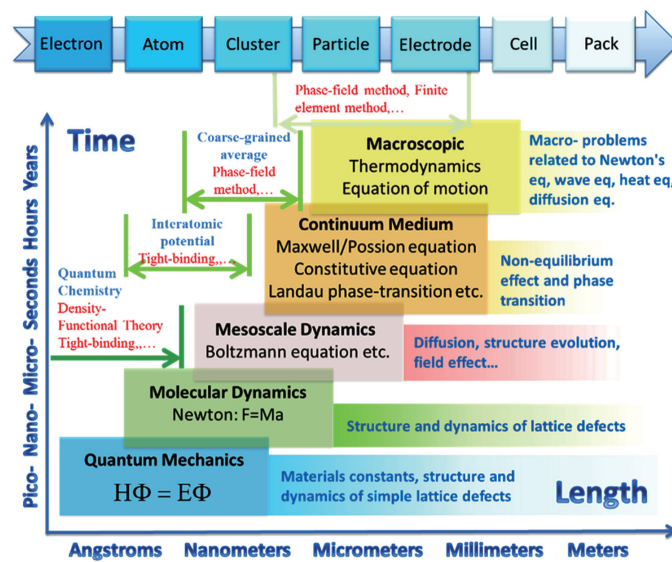 Electron Atom Cluster Particle Electrode Cell Pack
Phase-field method, Finite
element method,...
Time
Coarse-grained
average
Phase-field
method,...
Macroscopic
Thermodynamics
Equation of motion
Macro- problems
related to Newton's
eq, wave eq, heat eq,
diffusion eq.
Interatomic
potential
Tight-binding,,...
Continuum Medium
Maxwell/Possion equation
Constitutive equation
Landau phase-transition etc.
Non-equilibrium
effect and phase
transition
Quantum
Chemistry
Density-
Functional Theory
Tight-binding,,...
Mesoscale Dynamics
Boltzmann equation etc.
Diffusion, structure evolution,
field effect...
Molecular Dynamics
Newton: F=Ma
Structure and dynamics of lattice defects
Quantum Mechanics
HΦ = EΦ
Materials constants, structure and
dynamics of simple lattice defects
Length
Pico- Nano- Micro- Seconds Hours Years
Angstroms Nanometers Micrometers Millimeters Meters